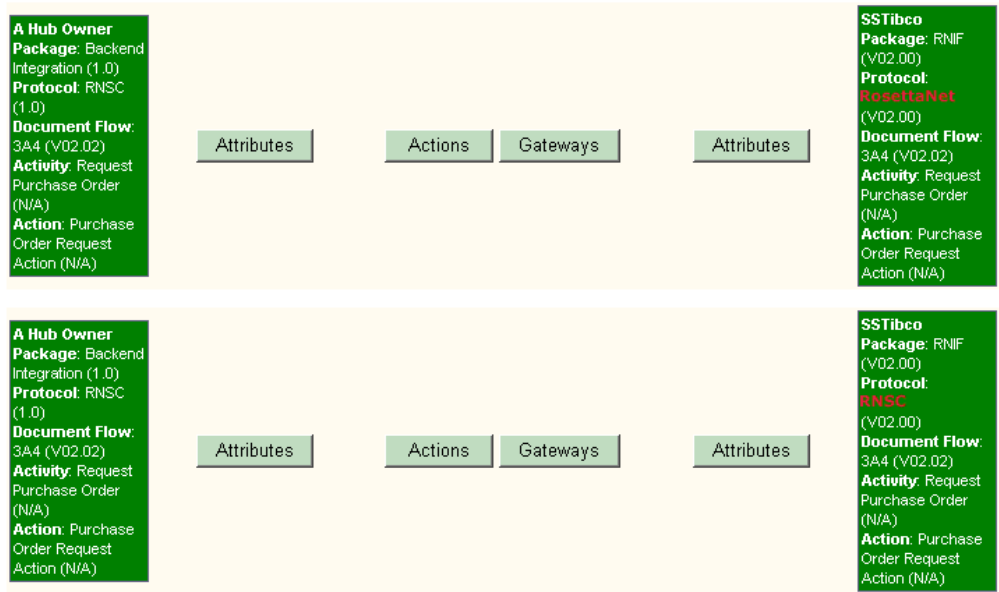 A Hub Owner
Package: Backend
Integration (1.0)
Protocol: RNSC
(1.0)
Document Flow:
3A4 (V02.02)
Activity: Request
Purchase Order
(N/A)
Action: Purchase
Order Request
Action (N/A)
Attributes
Actions
Gateways
Attributes
SSTibco
Package: RNIF
(V02.00)
Protocol:
RosettaNet
(V02.00)
Document Flow:
3A4 (V02.02)
Activity: Request
Purchase Order
(N/A)
Action: Purchase
Order Request
Action (N/A)
A Hub Owner
Package: Backend
Integration (1.0)
Protocol: RNSC
(1.0)
Document Flow:
3A4 (V02.02)
Activity: Request
Purchase Order
(N/A)
Action: Purchase
Order Request
Action (N/A)
Attributes
Actions
Gateways
Attributes
SSTibco
Package: RNIF
(V02.00)
Protocol:
RNSC
(V02.00)
Document Flow:
3A4 (V02.02)
Activity: Request
Purchase Order
(N/A)
Action: Purchase
Order Request
Action (N/A)